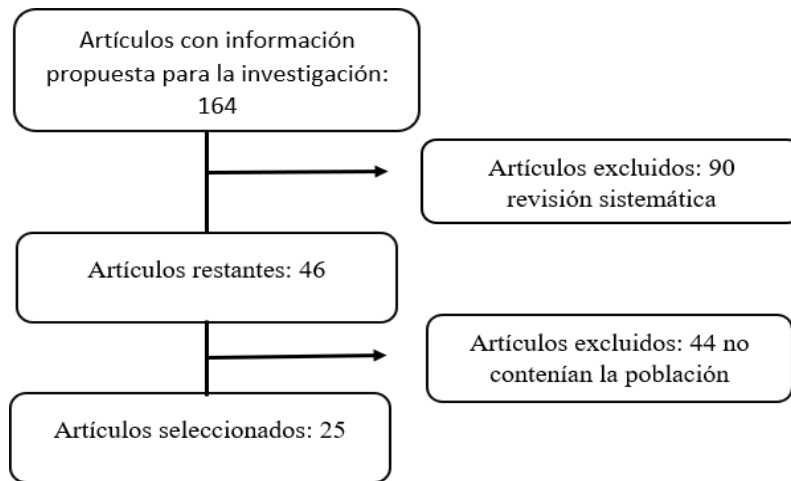 Artículos con información
propuesta para la investigación:
164
Artículos excluidos: 90
revisión sistemática
Artículos restantes: 46
Artículos excluidos: 44 no
contenían la población
Artículos seleccionados: 25